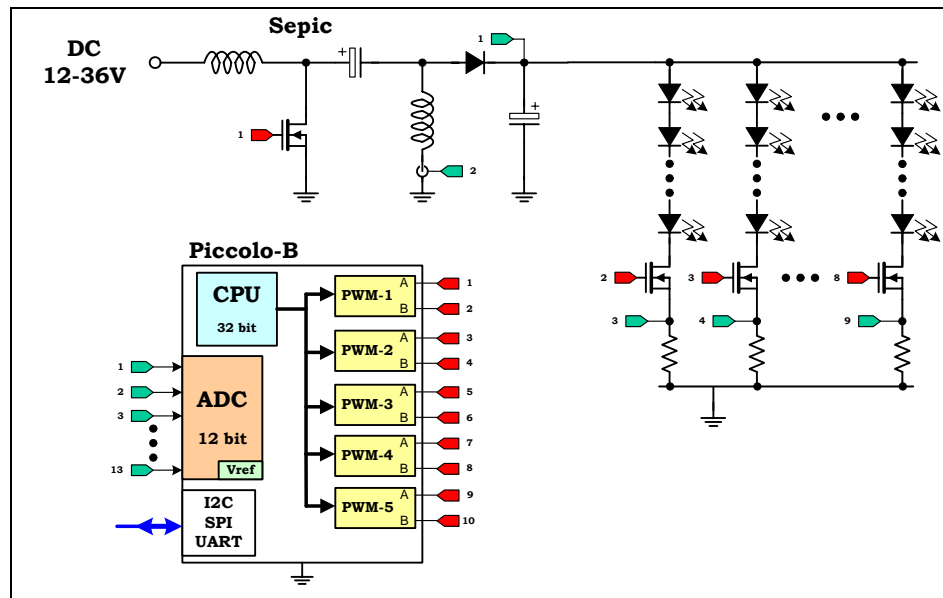 Sepic
DC
12-36V
+
1
+
1
2
2
3
8
3
4
9
Piccolo-B
CPU
32 bit
PWM-1
A
B
1
2
PWM-2
A
B
3
4
PWM-3
A
B
5
6
PWM-4
A
B
7
8
PWM-5
A
B
9
10
1
2
3
13
ADC
12 bit
Vref
I2C
SPI
UART